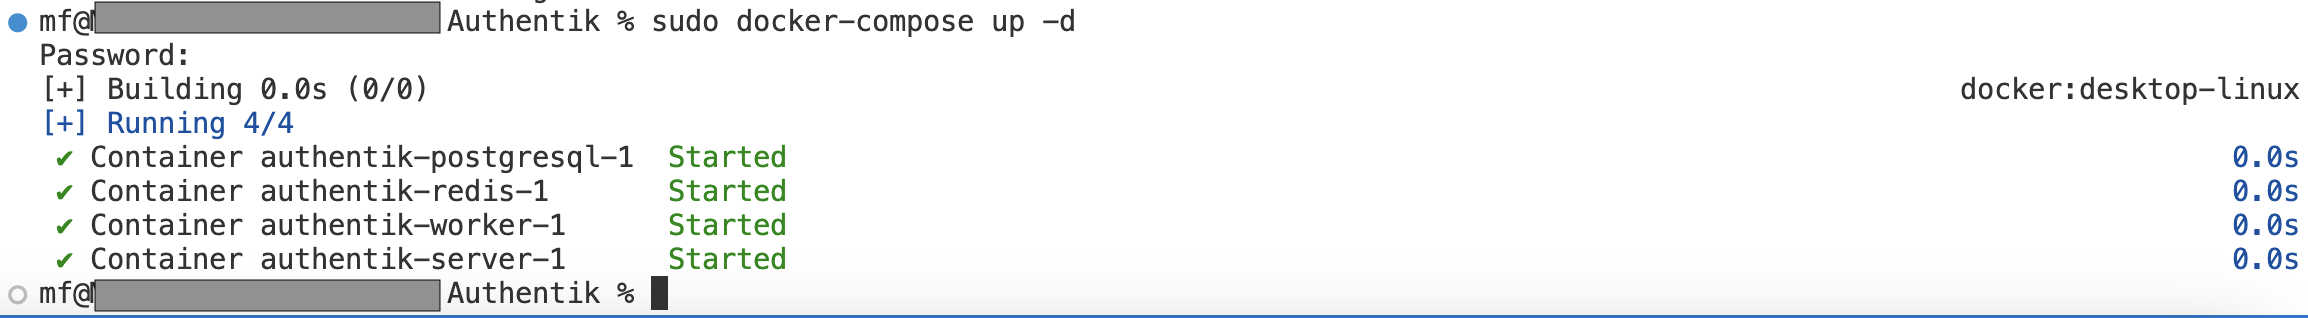 mf@ Authentik % sudo docker-compose up -d
Password:
[+] Building 0.0s (0/0) docker:desktop-linux
[+] Running 4/4
✔ Container authentik-postgresql-1 Started 0.0s
✔ Container authentik-redis-1 Started 0.0s
✔ Container authentik-worker-1 Started 0.0s
✔ Container authentik-server-1 Started 0.0s
mf@ Authentik %